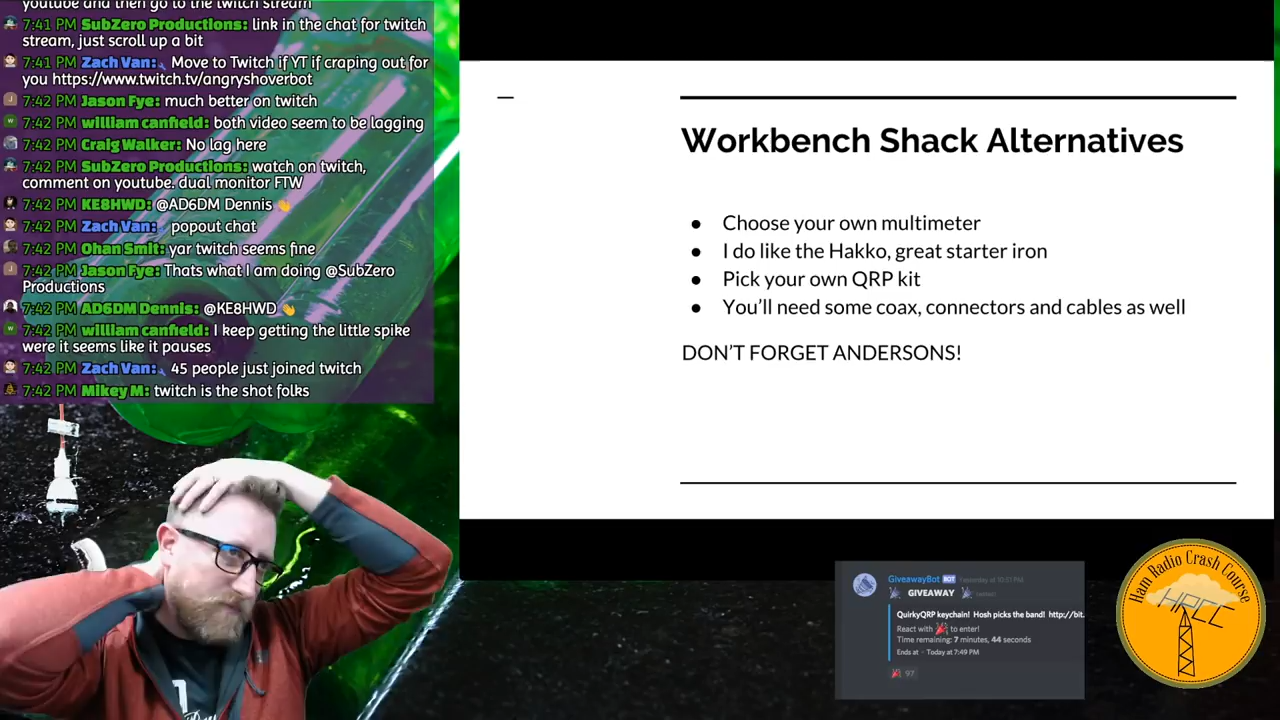 youtube and then go to the twitch stream
7:41 PM SubZero Productions: link in the chat for twitch
stream, just scroll up a bit
7:41 PM Zach Van: Move to Twitch if YT if craping out for
you https://www.twitch.tv/angryshoverbot
7:42 PM Jason Fye: much better on twitch
7:42 PM william canfield: both video seem to be lagging
7:42 PM Craig Walker: No lag here
7:42 PM SubZero Productions: watch on twitch,
comment on youtube. dual monitor FTW
7:42 PM KE8HWD: @AD6DM Dennis 👏
7:42 PM Zach Van: popout chat
7:42 PM Ohan Smit: yar twitch seems fine
7:42 PM Jason Fye: Thats what I am doing @SubZero
Productions
7:42 PM AD6DM Dennis: @KE8HWD 👏
7:42 PM william canfield: I keep getting the little spike
were it seems like it pauses
7:42 PM Zach Van: 45 people just joined twitch
7:42 PM Mikey M: twitch is the shot folks
Workbench Shack Alternatives
● Choose your own multimeter
● I do like the Hakko, great starter iron
● Pick your own QRP kit
● You’ll need some coax, connectors and cables as well
DON’T FORGET ANDERSONS!
GiveawayBot BOT Yesterday at 10:51 PM
🎉 GIVEAWAY 🎉
QuirkyQRP keychain! Hosh picks the band! http://bit.
React with 🎉 to enter!
Time remaining: 7 minutes, 44 seconds
Ends at · Today at 7:49 PM
🎉 97
Ham Radio Crash Course
HRCC